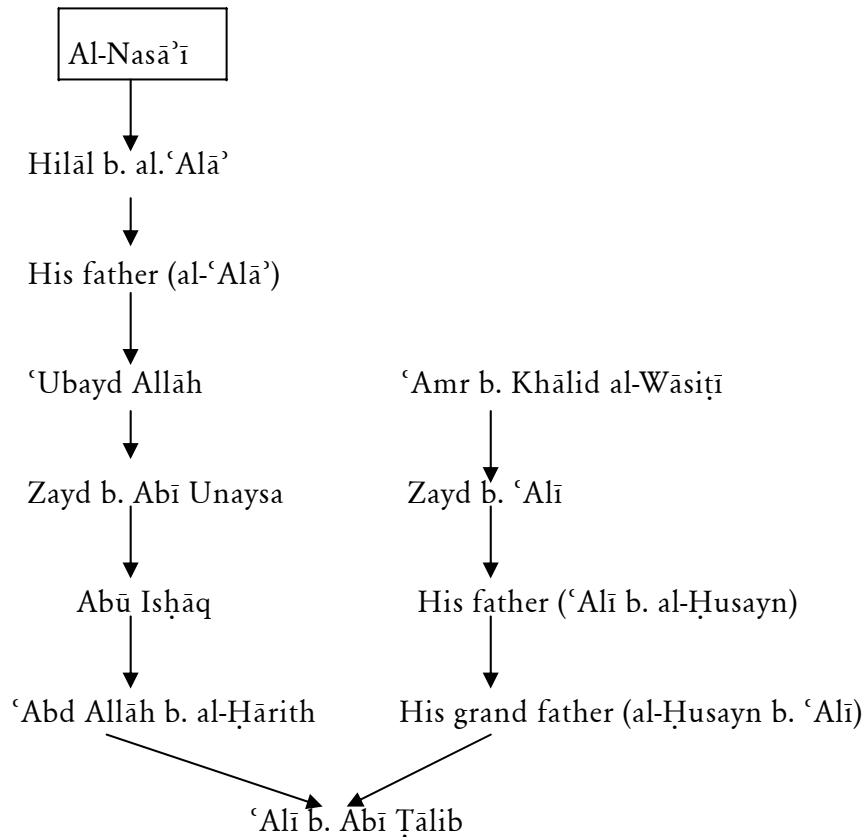 Al-Nasāʾī
Hilāl b. al.ʿAlāʾ
His father (al-ʿAlāʾ)
ʿUbayd Allāh
ʿAmr b. Khālid al-Wāsiṭī
Zayd b. Abī Unaysa
Zayd b. ʿAlī
Abū Isḥāq
His father (ʿAlī b. al-Ḥusayn)
ʿAbd Allāh b. al-Ḥārith
His grand father (al-Ḥusayn b. ʿAlī)
ʿAlī b. Abī Ṭālib